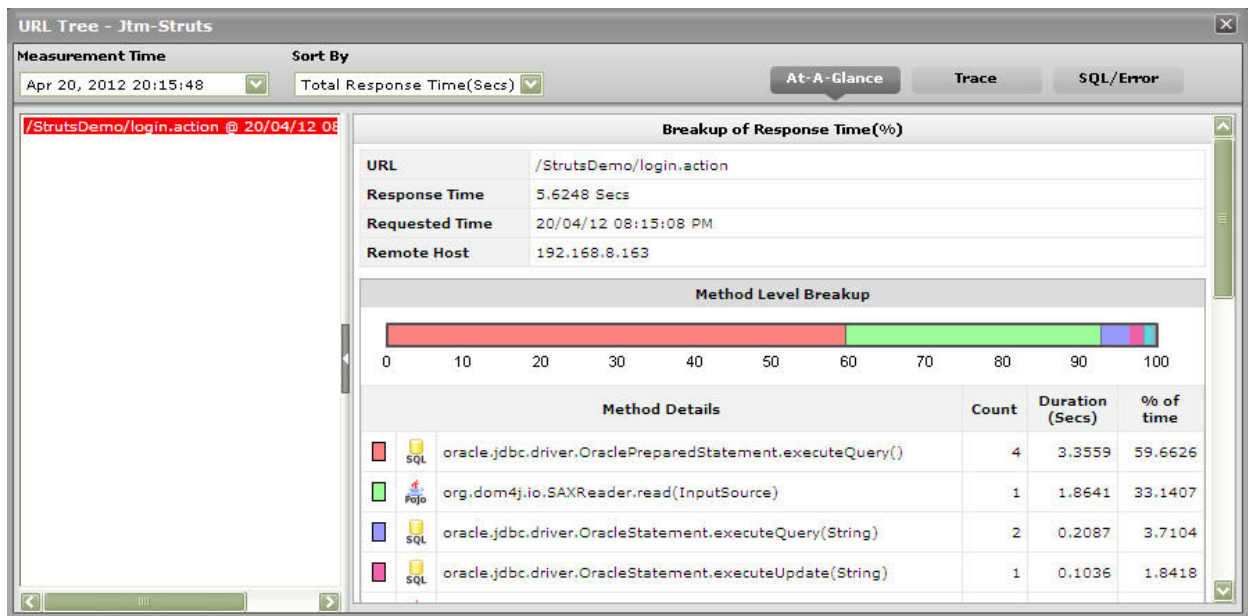 URL Tree - Jtm-Struts
Measurement Time Sort By
Apr 20, 2012 20:15:48 Total Response Time(Secs) At-A-Glance Trace SQL/Error
/StrutsDemo/login.action @ 20/04/12 08
Breakup of Response Time(%)
URL /StrutsDemo/login.action
Response Time 5.6248 Secs
Requested Time 20/04/12 08:15:08 PM
Remote Host 192.168.8.163
Method Level Breakup
0 10 20 30 40 50 60 70 80 90 100
Method Details Count Duration (Secs) % of time
SQL oracle.jdbc.driver.OraclePreparedStatement.executeQuery() 4 3.3559 59.6626
PoJo org.dom4j.io.SAXReader.read(InputSource) 1 1.8641 33.1407
SQL oracle.jdbc.driver.OracleStatement.executeQuery(String) 2 0.2087 3.7104
SQL oracle.jdbc.driver.OracleStatement.executeUpdate(String) 1 0.1036 1.8418